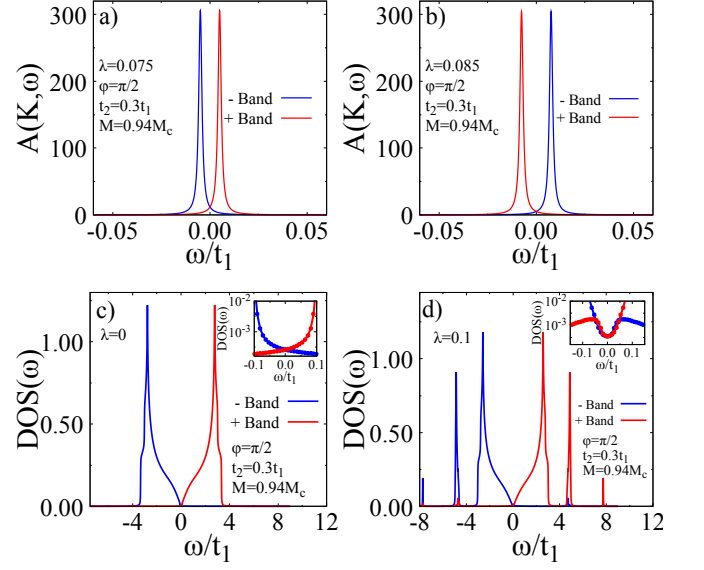 a)
300
200
100
0
A(K,ω)
λ=0.075
φ=π/2
t₂=0.3t₁
M=0.94M_c
- Band
+ Band
-0.05 0.00 0.05
ω/t₁
b)
300
200
100
0
A(K,ω)
λ=0.085
φ=π/2
t₂=0.3t₁
M=0.94M_c
- Band
+ Band
-0.05 0.00 0.05
ω/t₁
c)
1.00
0.50
0.00
DOS(ω)
λ=0
10⁻²
10⁻³
DOS(ω)
-0.1 0.0 0.1
ω/t₁
- Band
+ Band
φ=π/2
t₂=0.3t₁
M=0.94M_c
-4 0 4 8 12
ω/t₁
d)
1.00
0.50
0.00
DOS(ω)
λ=0.1
10⁻²
10⁻³
DOS(ω)
-0.1 0.0 0.1
ω/t₁
- Band
+ Band
φ=π/2
t₂=0.3t₁
M=0.94M_c
-8 -4 0 4 8 12
ω/t₁